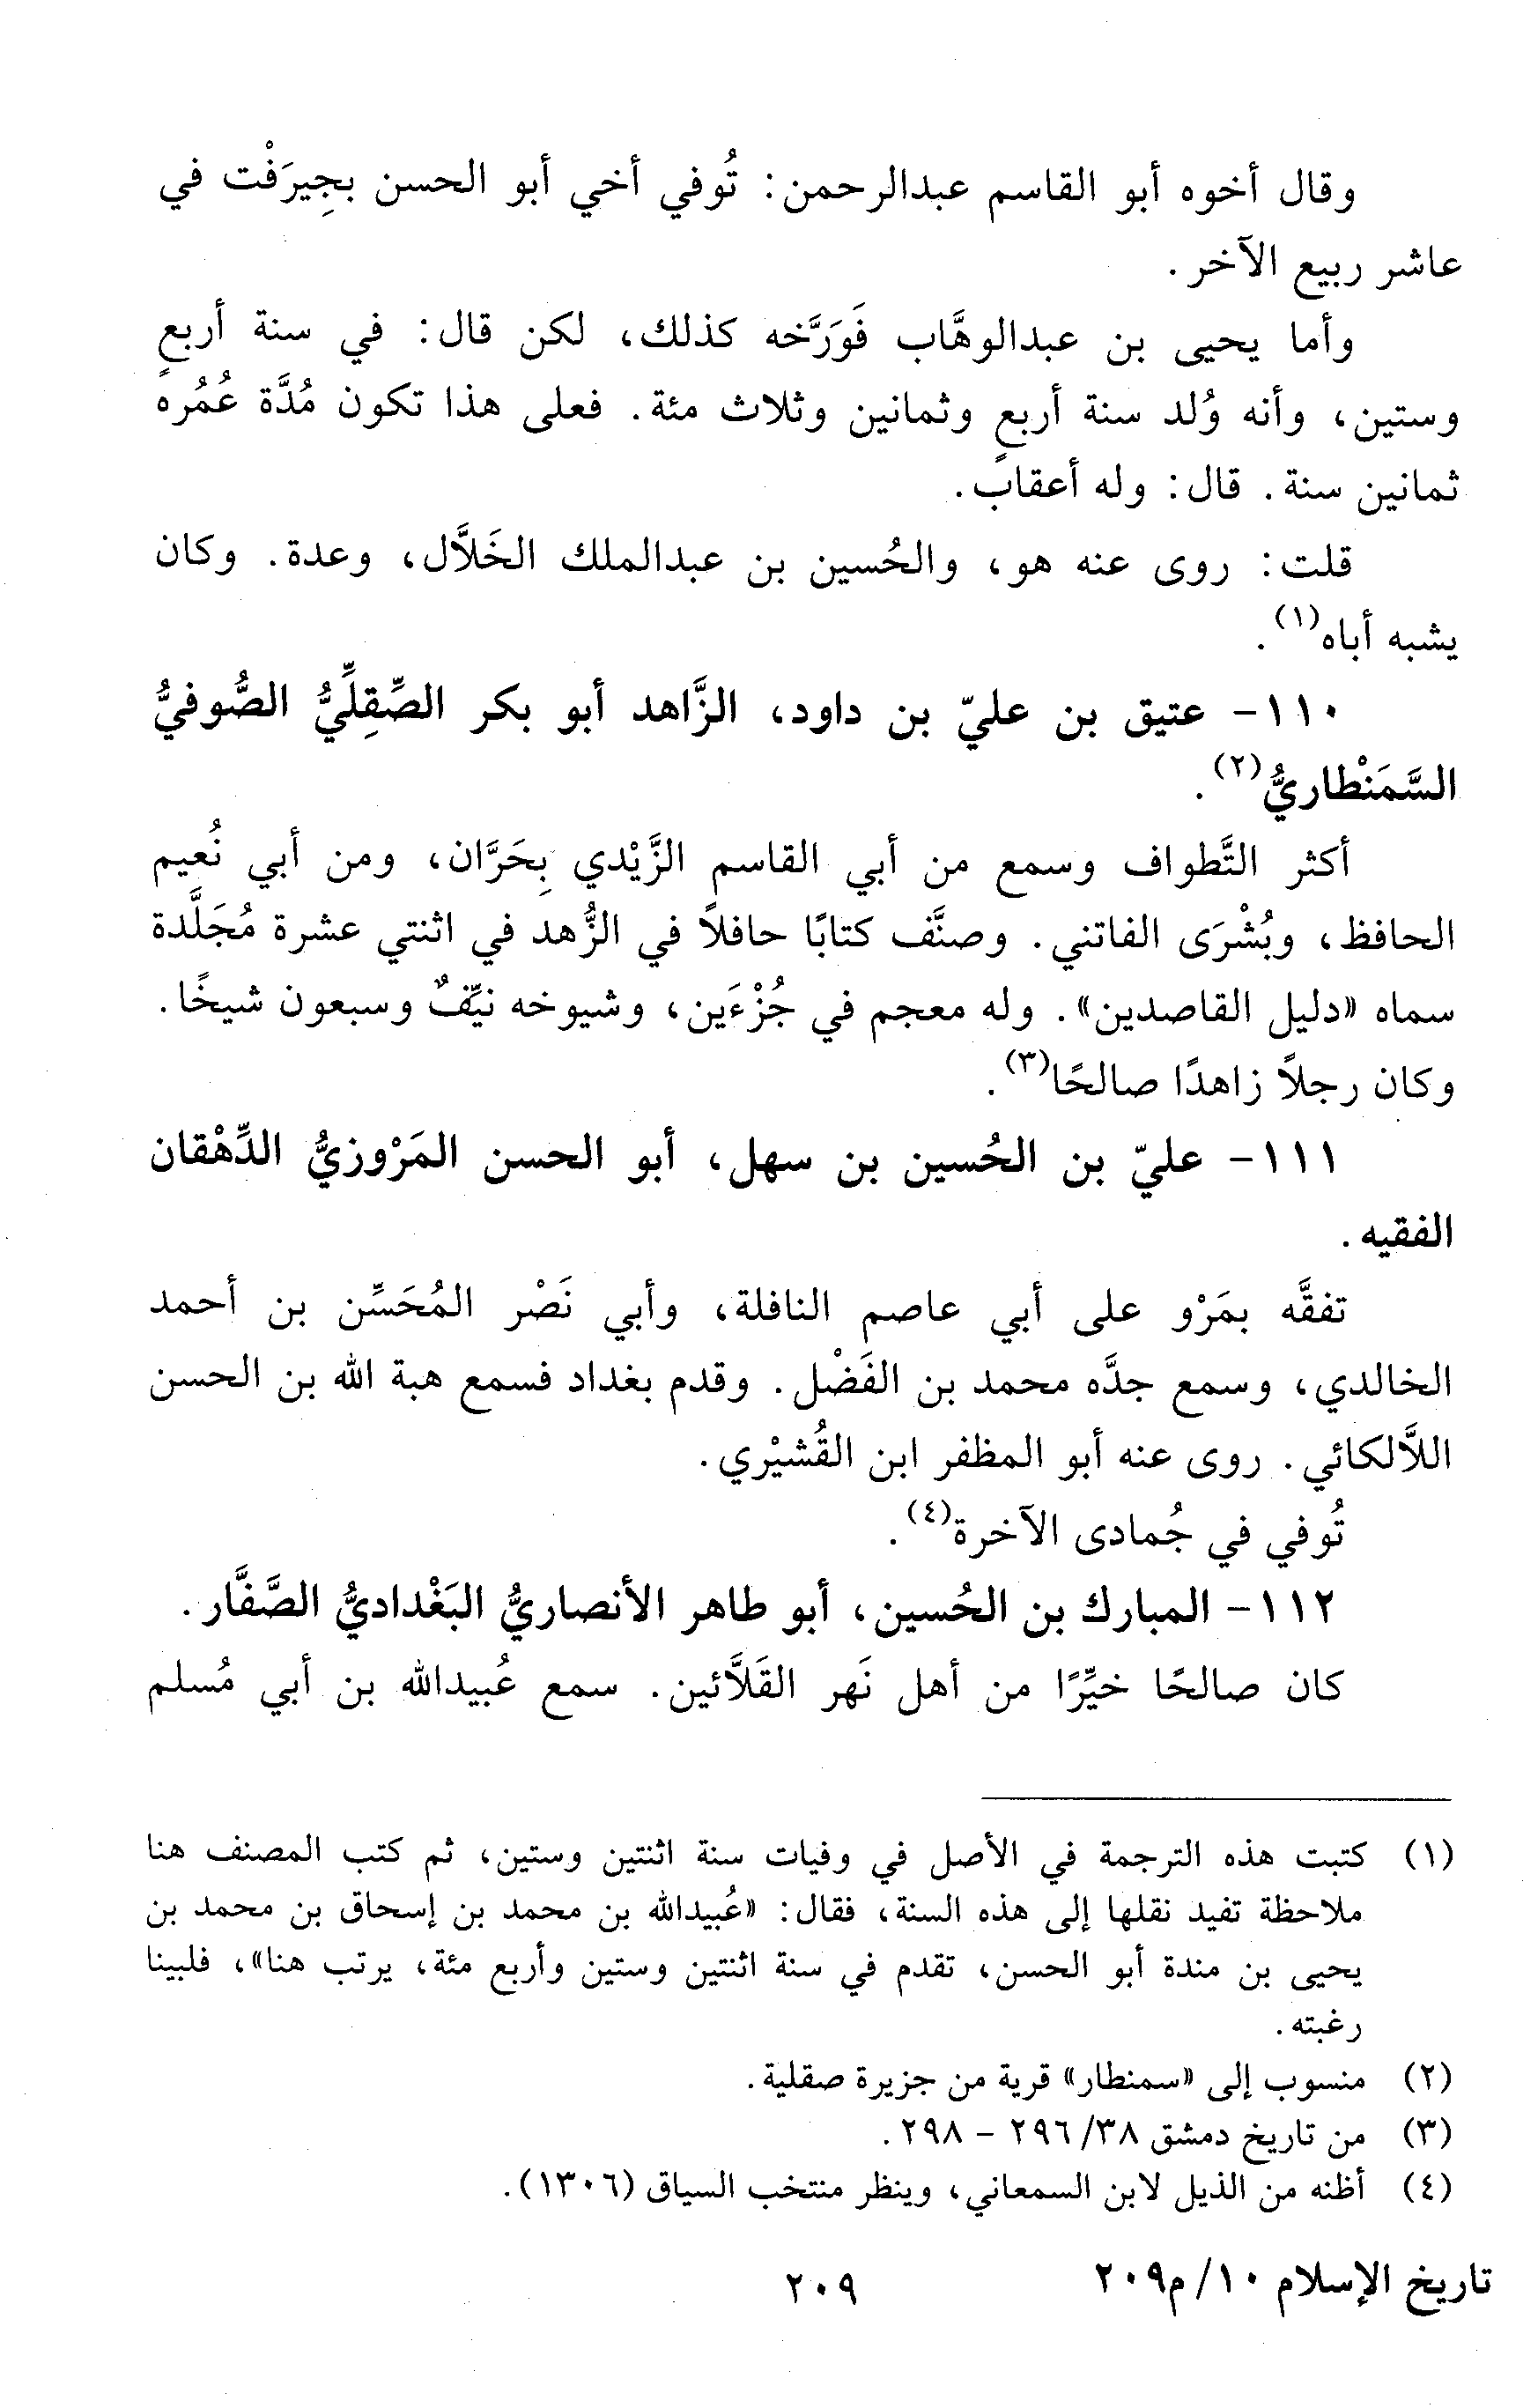 وقال أخوه أبو القاسم عبدالرحمن: تُوفي أخي أبو الحسن بجِيرَفْت في
عاشر ربيع الآخر.
وأما يحيى بن عبدالوهَّاب فَوَرَّخه كذلك، لكن قال: في سنة أربعٍ
وستين، وأنه وُلد سنة أربعٍ وثمانين وثلاث مئة. فعلى هذا تكون مُدَّة عُمُره
ثمانين سنة. قال: وله أعقاب.
قلت: روى عنه هو، والحُسين بن عبدالملك الخَلاَّل، وعدة. وكان
يشبه أباه(١).
١١٠- عتيق بن عليّ بن داود، الزَّاهد أبو بكر الصِّقِلِّيُّ الصُّوفيُّ
السَّمَنْطاريُّ(٢).
أكثر التَّطواف وسمع من أبي القاسم الزَّيْدي بِحَرَّان، ومن أبي نُعيم
الحافظ، وبُشْرَى الفاتني. وصنَّف كتابًا حافلاً في الزُّهد في اثنتي عشرة مُجَلَّدة
سماه «دليل القاصدين». وله معجم في جُزْءَين، وشيوخه نيِّفٌ وسبعون شيخًا.
وكان رجلاً زاهدًا صالحًا(٣).
١١١- عليّ بن الحُسين بن سهل، أبو الحسن المَرْوزيُّ الدِّهْقان
الفقيه.
تفقَّه بمَرْو على أبي عاصم النافلة، وأبي نَصْر المُحَسِّن بن أحمد
الخالدي، وسمع جدَّه محمد بن الفَضْل. وقدم بغداد فسمع هبة الله بن الحسن
اللاَّلكائي. روى عنه أبو المظفر ابن القُشيْري.
تُوفي في جُمادى الآخرة(٤).
١١٢- المبارك بن الحُسين، أبو طاهر الأنصاريُّ البَغْداديُّ الصَّفَّار.
كان صالحًا خيِّرًا من أهل نَهر القَلاَّئين. سمع عُبيدالله بن أبي مُسلم
(١) كتبت هذه الترجمة في الأصل في وفيات سنة اثنتين وستين، ثم كتب المصنف هنا
ملاحظة تفيد نقلها إلى هذه السنة، فقال: «عُبيدالله بن محمد بن إسحاق بن محمد بن
يحيى بن مندة أبو الحسن، تقدم في سنة اثنتين وستين وأربع مئة، يرتب هنا»، فلبينا
رغبته.
(٢) منسوب إلى «سمنطار» قرية من جزيرة صقلية.
(٣) من تاريخ دمشق ٣٨/ ٢٩٦ - ٢٩٨.
(٤) أظنه من الذيل لابن السمعاني، وينظر منتخب السياق (١٣٠٦).
تاريخ الإسلام ١٠/ م٢٠٩
٢٠٩